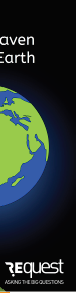 aven
Earth
REquest
ASKING THE BIG QUESTIONS